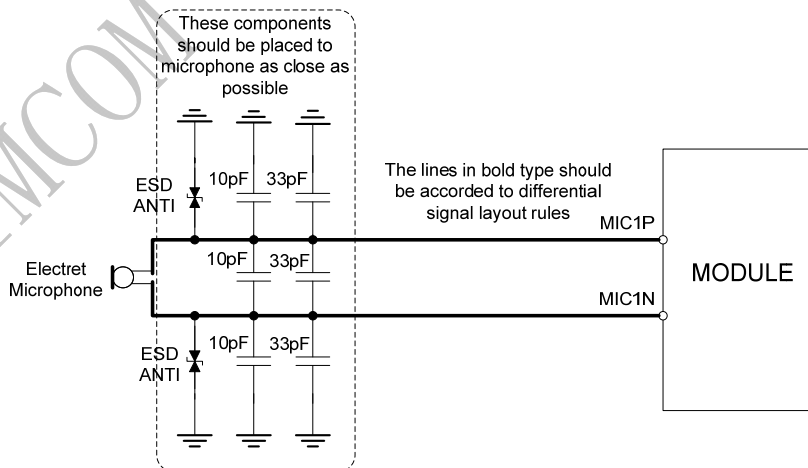 These components
should be placed to
microphone as close as
possible
10pF 33pF
ESD
ANTI
The lines in bold type should
be accorded to differential
signal layout rules
MIC1P
10pF 33pF
Electret
Microphone
MODULE
MIC1N
10pF 33pF
ESD
ANTI
MCOM